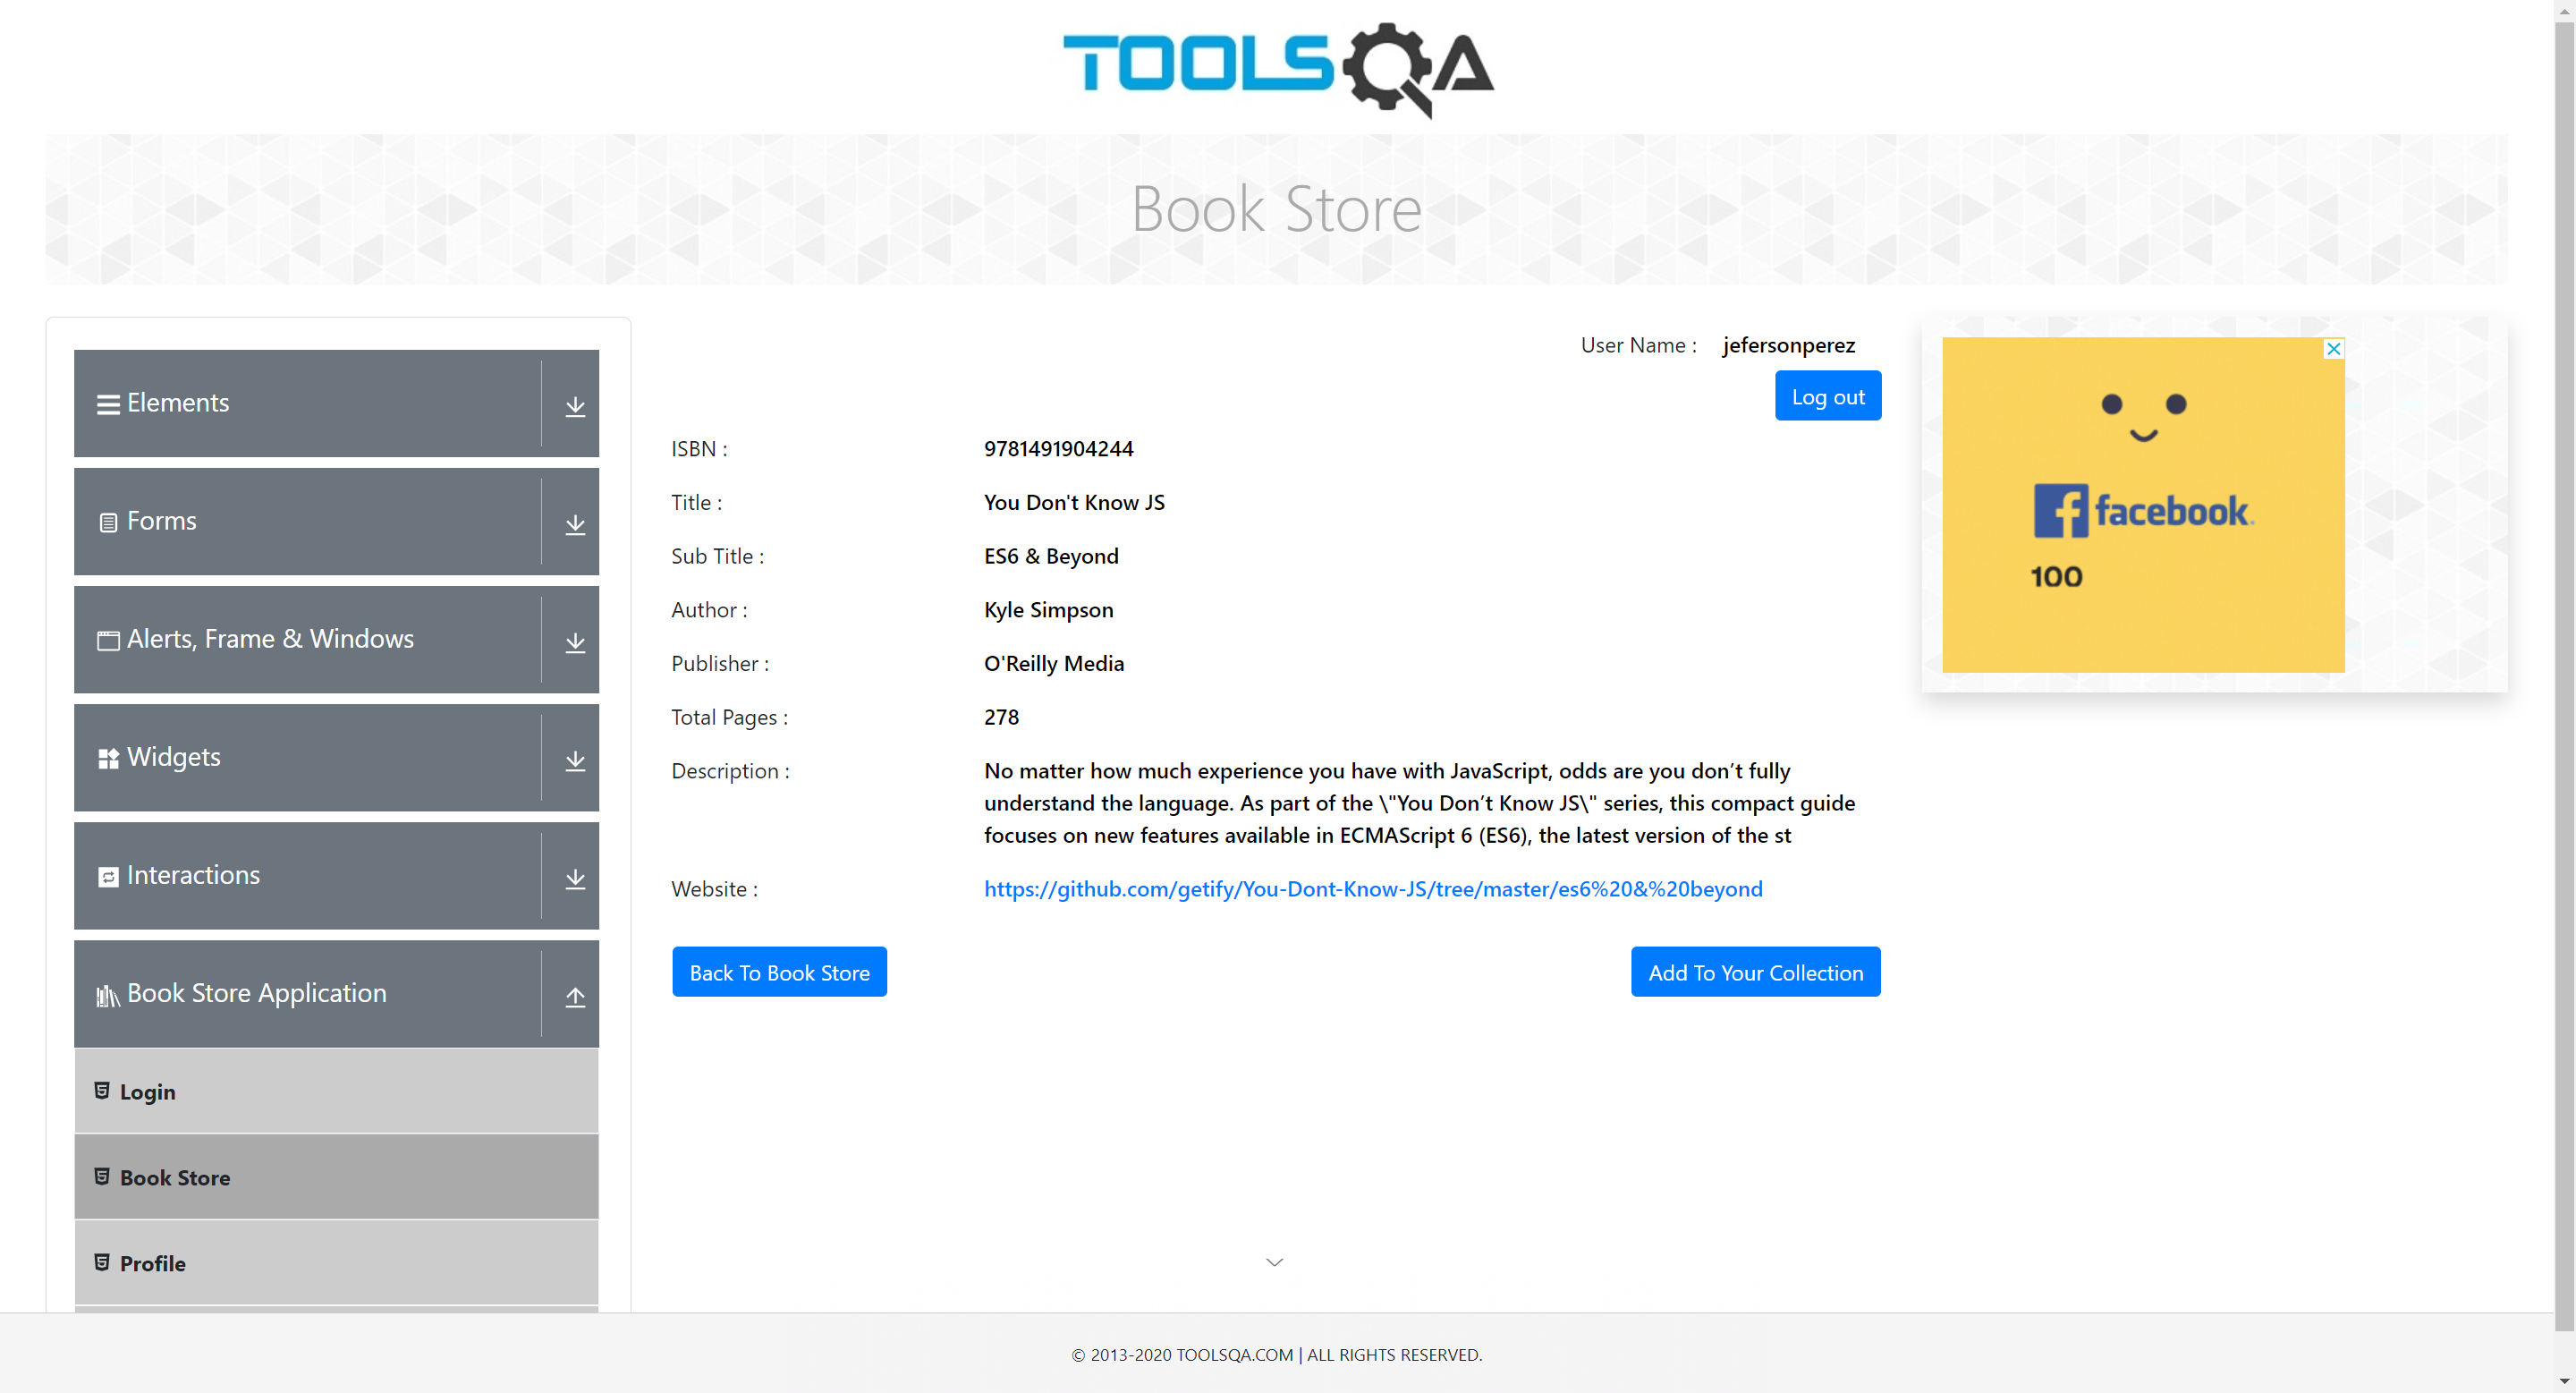 TOOLSQA
Book Store
Elements
Forms
Alerts, Frame & Windows
Widgets
Interactions
Book Store Application
Login
Book Store
Profile
User Name : jefersonperez
Log out
ISBN : 9781491904244
Title : You Don't Know JS
Sub Title : ES6 & Beyond
Author : Kyle Simpson
Publisher : O'Reilly Media
Total Pages : 278
Description : No matter how much experience you have with JavaScript, odds are you don’t fully
understand the language. As part of the \"You Don’t Know JS\" series, this compact guide
focuses on new features available in ECMAScript 6 (ES6), the latest version of the st
Website : https://github.com/getify/You-Dont-Know-JS/tree/master/es6%20&%20beyond
Back To Book Store Add To Your Collection
facebook
100
© 2013-2020 TOOLSQA.COM | ALL RIGHTS RESERVED.